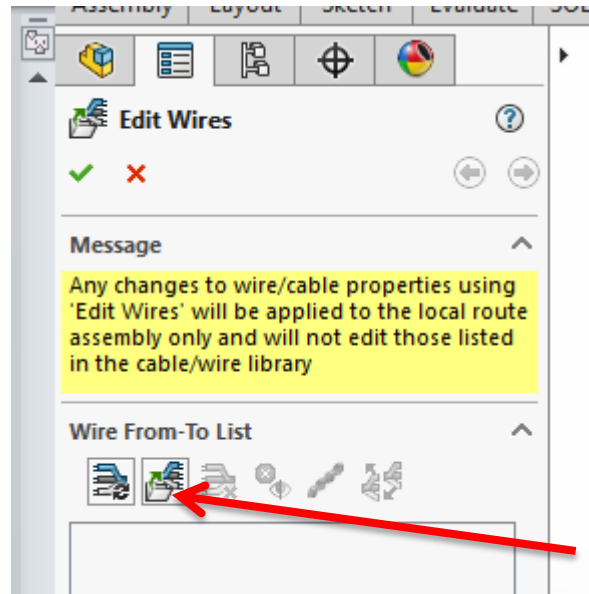 Assembly Layout Sketch Evaluate SOL
Edit Wires
Message
Any changes to wire/cable properties using
'Edit Wires' will be applied to the local route
assembly only and will not edit those listed
in the cable/wire library
Wire From-To List